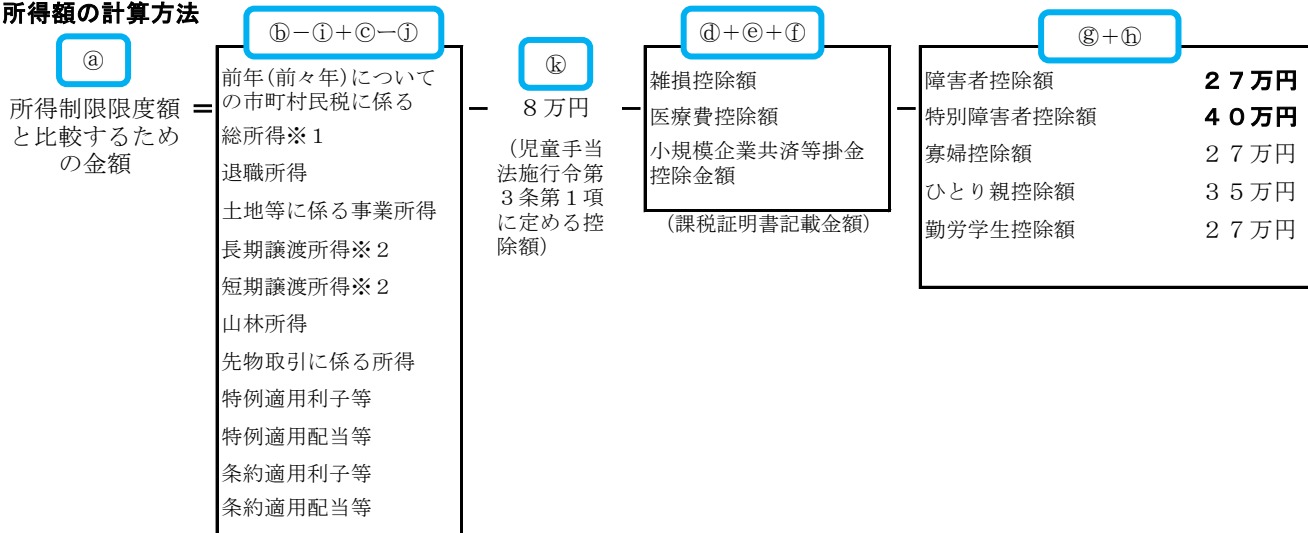 所得額の計算方法
ⓐ
所得制限限度額
と比較するため
の金額
＝
ⓑ－ⓘ＋ⓒ－ⓙ
前年(前々年)について
の市町村民税に係る
総所得※１
退職所得
土地等に係る事業所得
長期譲渡所得※２
短期譲渡所得※２
山林所得
先物取引に係る所得
特例適用利子等
特例適用配当等
条約適用利子等
条約適用配当等
－
ⓚ
８万円
（児童手当
法施行令第
３条第１項
に定める控
除額）
－
ⓓ＋ⓔ＋ⓕ
雑損控除額
医療費控除額
小規模企業共済等掛金
控除金額
（課税証明書記載金額）
－
ⓖ＋ⓗ
障害者控除額 ２７万円
特別障害者控除額 ４０万円
寡婦控除額 ２７万円
ひとり親控除額 ３５万円
勤労学生控除額 ２７万円